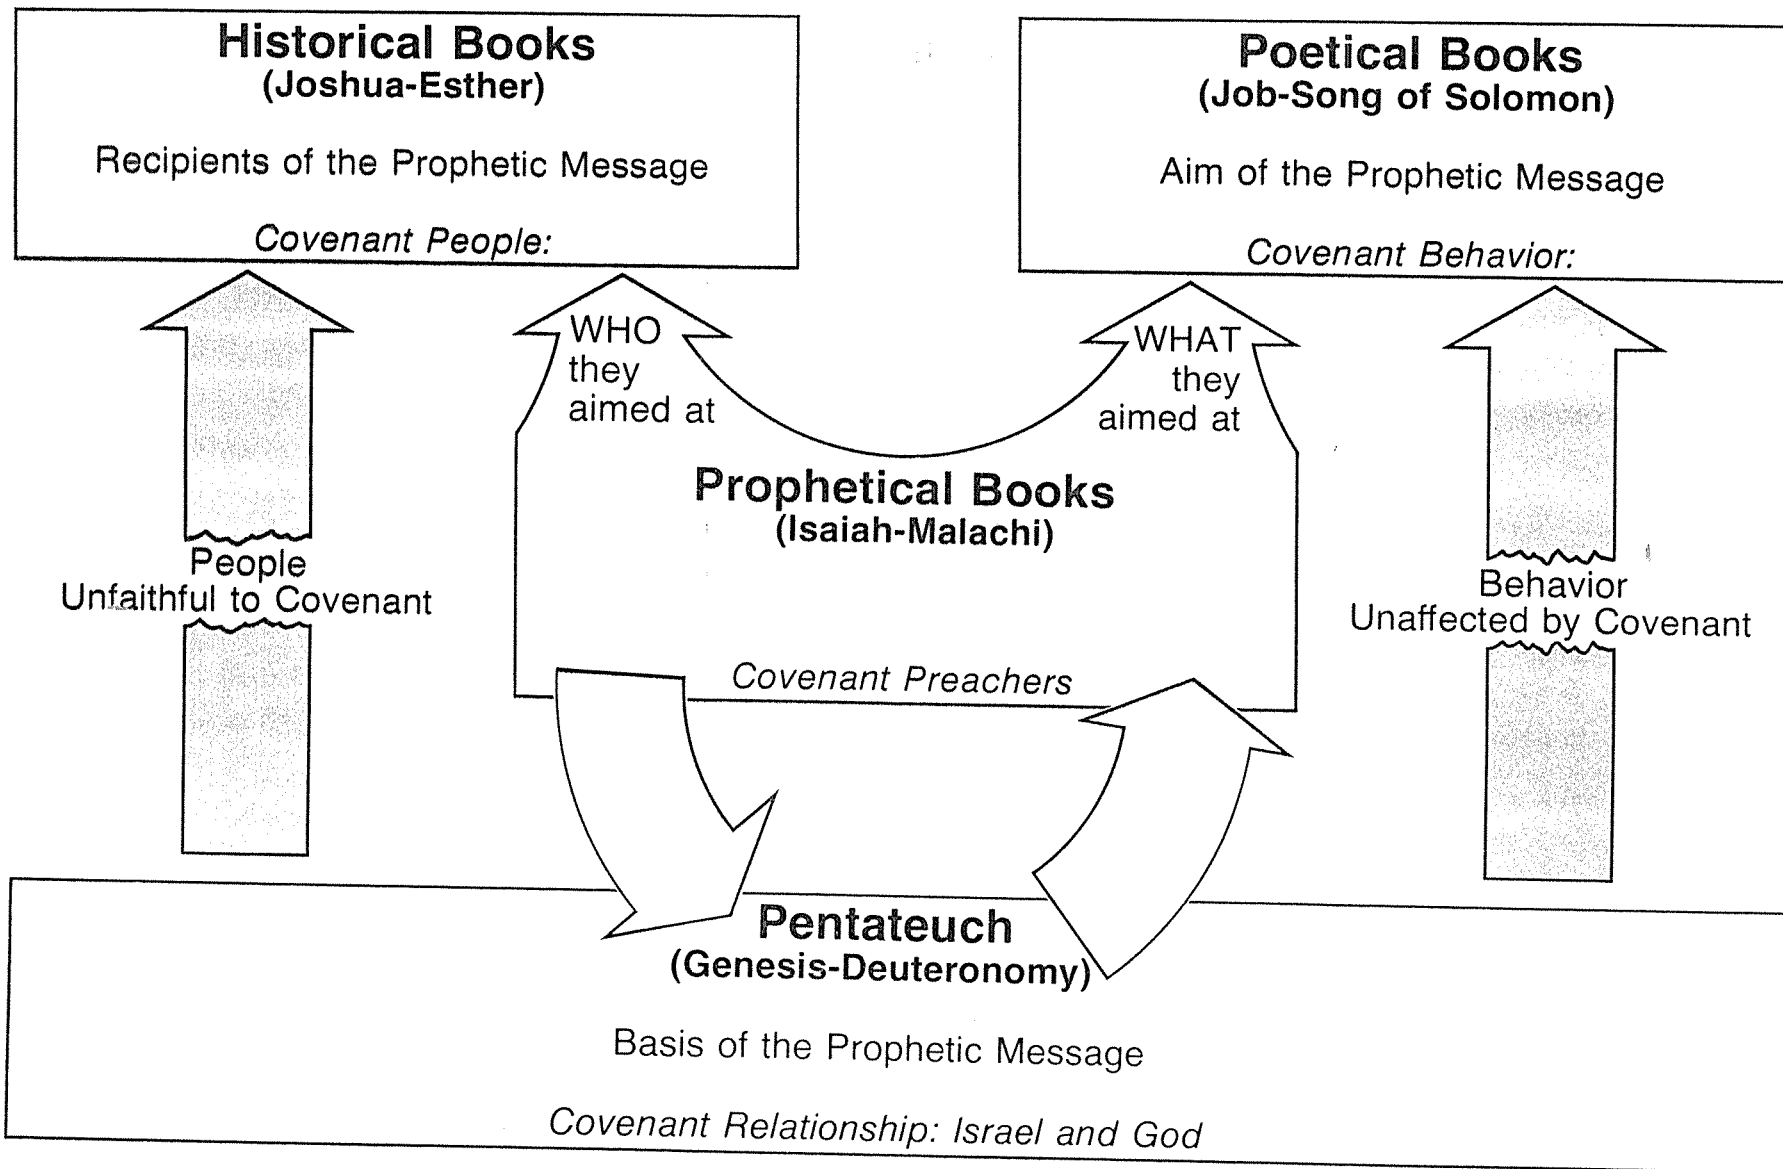 Historical Books
(Joshua-Esther)
Recipients of the Prophetic Message
Covenant People:
Poetical Books
(Job-Song of Solomon)
Aim of the Prophetic Message
Covenant Behavior:
WHO
they
aimed at
WHAT
they
aimed at
Prophetical Books
(Isaiah-Malachi)
Covenant Preachers
People
Unfaithful to Covenant
Behavior
Unaffected by Covenant
Pentateuch
(Genesis-Deuteronomy)
Basis of the Prophetic Message
Covenant Relationship: Israel and God